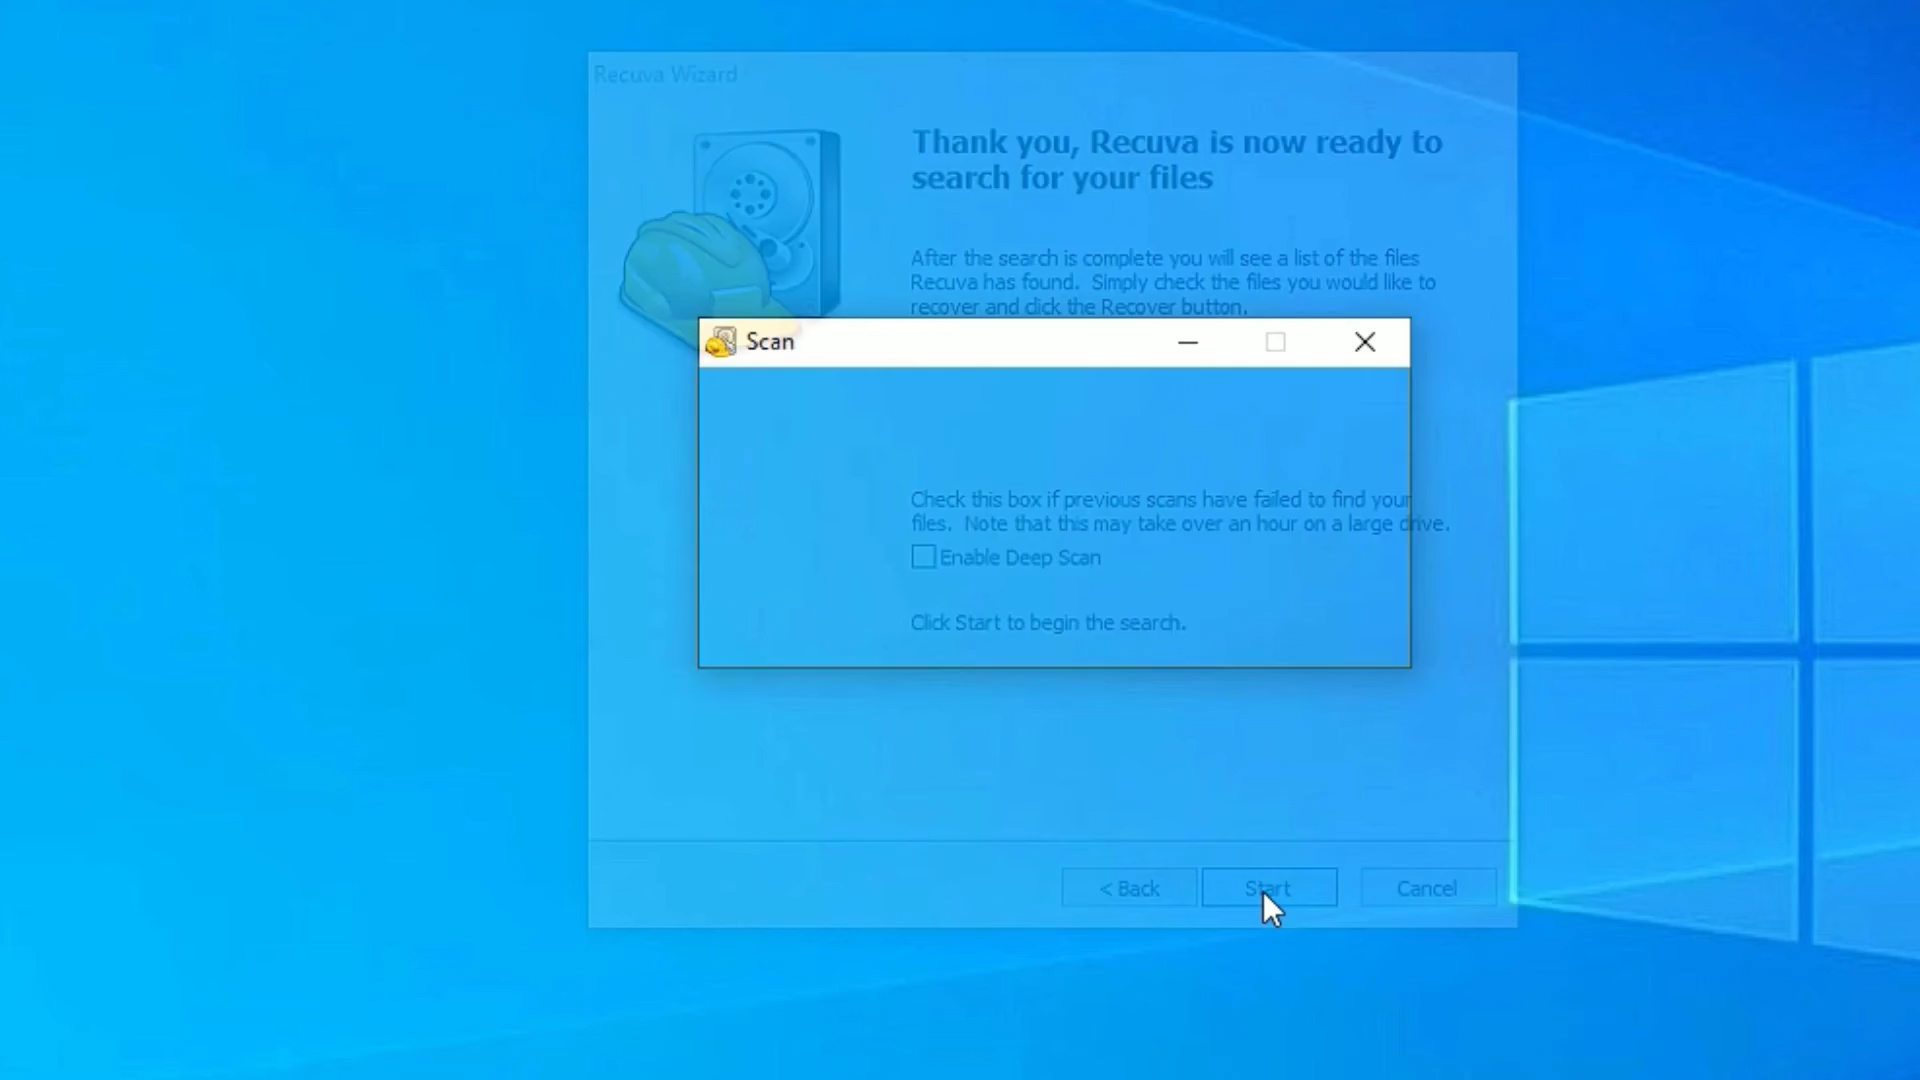 Recuva Wizard
Thank you, Recuva is now ready to
search for your files
After the search is complete you will see a list of the files
Recuva has found.  Simply check the files you would like to
recover and click the Recover button.
Scan
Check this box if previous scans have failed to find your
files.  Note that this may take over an hour on a large drive.
Enable Deep Scan
Click Start to begin the search.
< Back
Start
Cancel